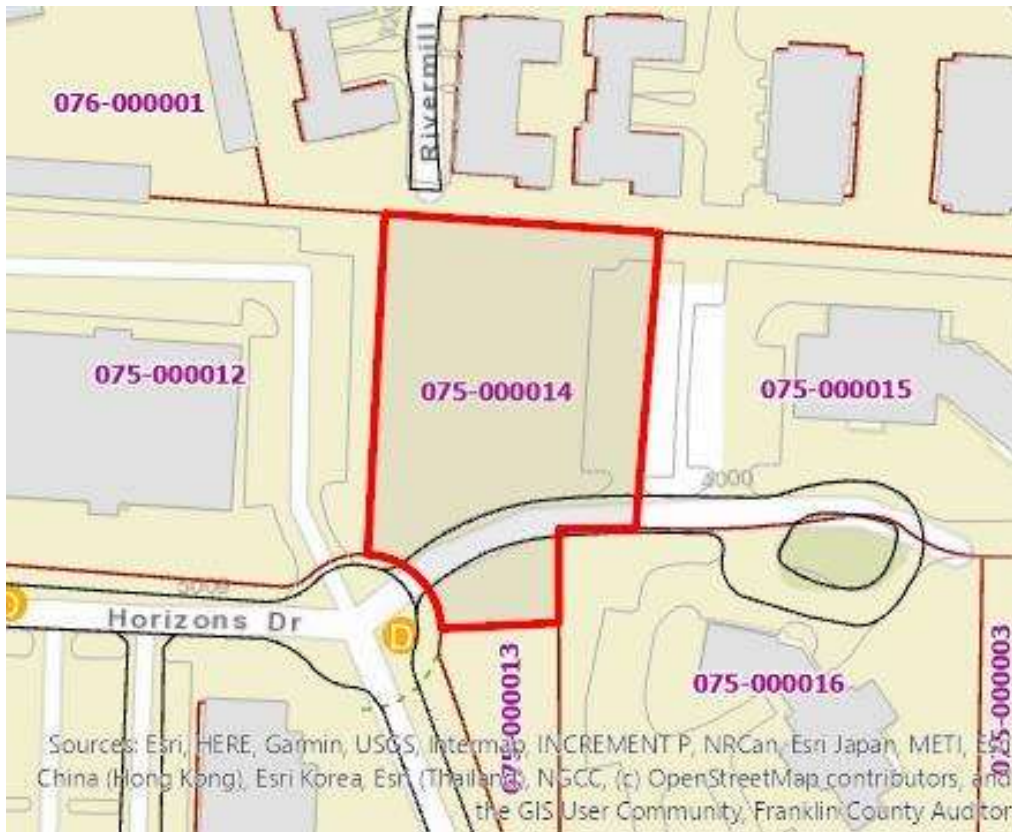 076-000001
Rivermill
075-000012
075-000014
075-000015
4000
5000
Horizons Dr
D
075-000013
075-000016
075-000003
Sources: Esri, HERE, Garmin, USGS, Intermap, INCREMENT P, NRCan, Esri Japan, METI, Esri
China (Hong Kong), Esri Korea, Esri (Thailand), NGCC, (c) OpenStreetMap contributors, and
the GIS User Community, Franklin County Auditor